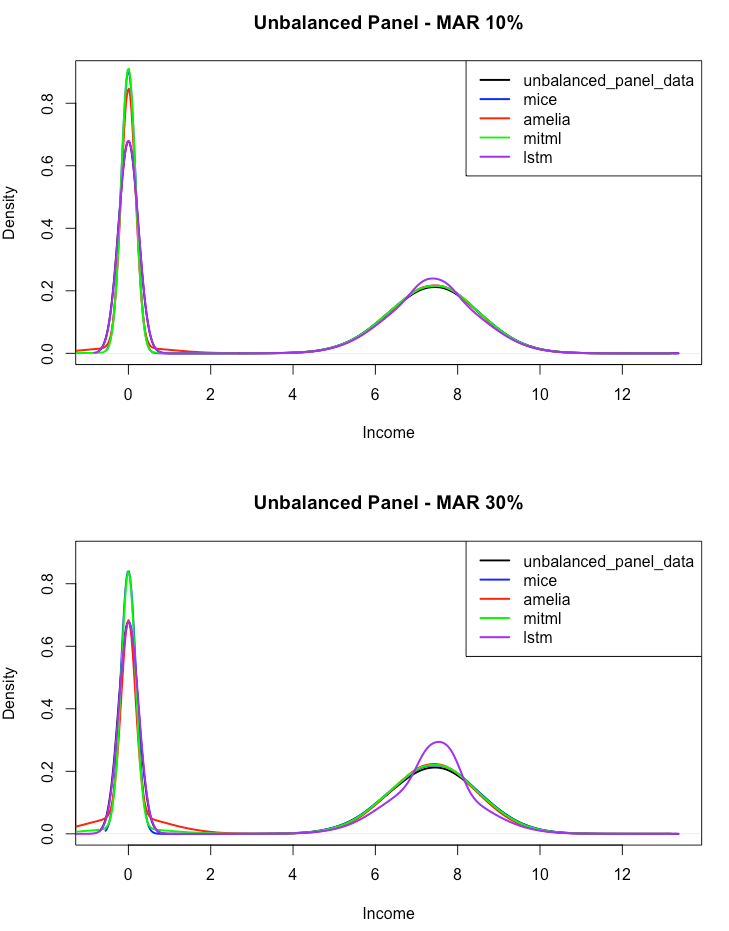 Unbalanced Panel - MAR 10%
unbalanced_panel_data
mice
amelia
mitml
lstm
Density
0.0 0.2 0.4 0.6 0.8
0 2 4 6 8 10 12
Income
Unbalanced Panel - MAR 30%
unbalanced_panel_data
mice
amelia
mitml
lstm
Density
0.0 0.2 0.4 0.6 0.8
0 2 4 6 8 10 12
Income